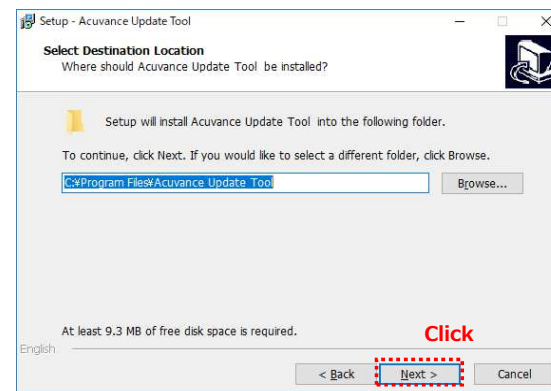 Setup - Acuvance Update Tool
Select Destination Location
Where should Acuvance Update Tool be installed?
Setup will install Acuvance Update Tool into the following folder.
To continue, click Next. If you would like to select a different folder, click Browse.
C:¥Program Files¥Acuvance Update Tool
Browse...
At least 9.3 MB of free disk space is required.
Click
English
< Back
Next >
Cancel